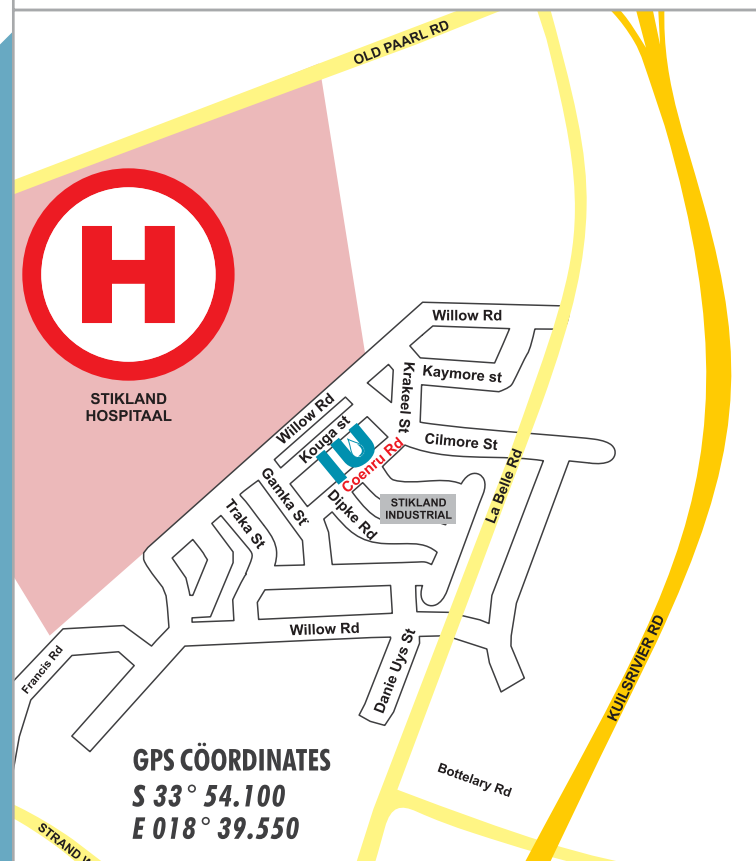 OLD PAARL RD
H
STIKLAND
HOSPITAAL
Willow Rd
Kaymore st
Krakeel St
Willow Rd
Kouga st
IU
Coenru Rd
Cilmore St
La Belle Rd
Gamka St
Dipke Rd
STIKLAND
INDUSTRIAL
Traka St
Willow Rd
Danie Uys St
Francis Rd
KUILSRIVIER RD
GPS CÖORDINATES
S 33° 54.100
E 018° 39.550
Bottelary Rd
STRAND